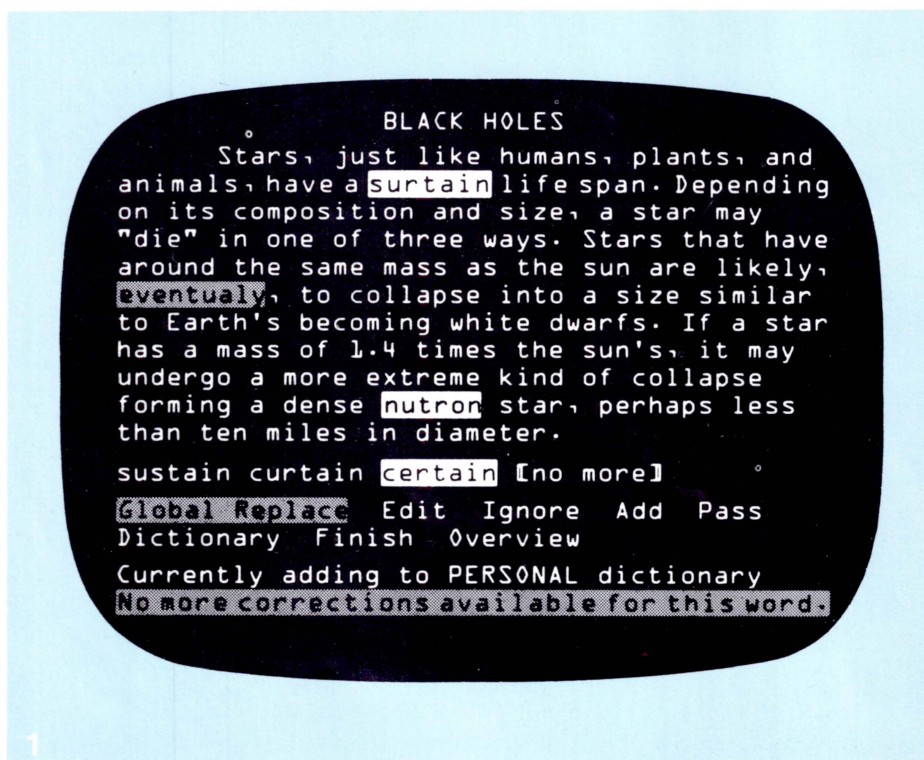 BLACK HOLES
Stars, just like humans, plants, and
animals, have a surtain life span. Depending
on its composition and size, a star may
"die" in one of three ways. Stars that have
around the same mass as the sun are likely,
eventualy, to collapse into a size similar
to Earth's becoming white dwarfs. If a star
has a mass of 1.4 times the sun's, it may
undergo a more extreme kind of collapse
forming a dense nutron star, perhaps less
than ten miles in diameter.
sustain curtain certain [no more]
Global Replace Edit Ignore Add Pass
Dictionary Finish Overview
Currently adding to PERSONAL dictionary
No more corrections available for this word.
1